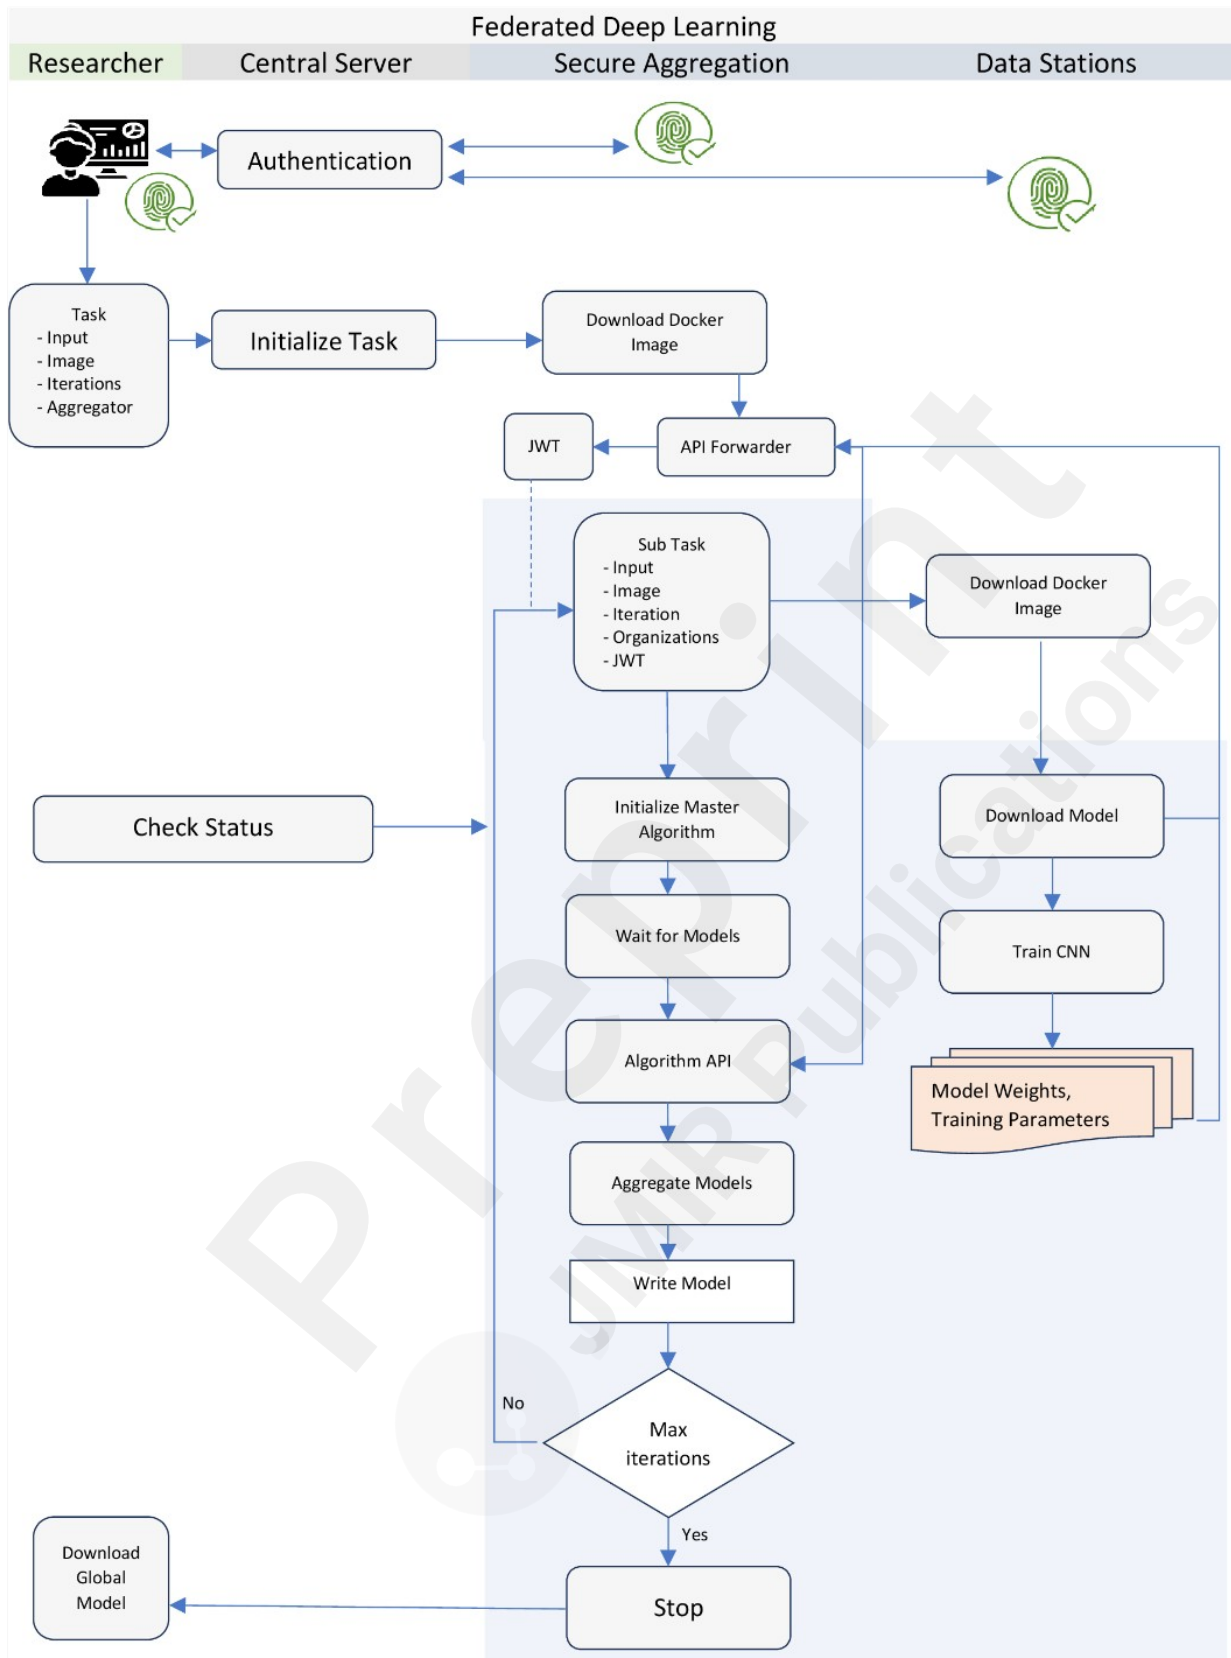 Federated Deep Learning
Researcher
Central Server
Secure Aggregation
Data Stations
Authentication
Task
- Input
- Image
- Iterations
- Aggregator
Initialize Task
Download Docker
Image
JWT
API Forwarder
Sub Task
- Input
- Image
- Iteration
- Organizations
- JWT
Download Docker
Image
Check Status
Initialize Master
Algorithm
Download Model
Wait for Models
Train CNN
Algorithm API
Model Weights,
Training Parameters
Aggregate Models
Write Model
No
Max
iterations
Yes
Download
Global
Model
Stop
Preprint
JMIR Publications